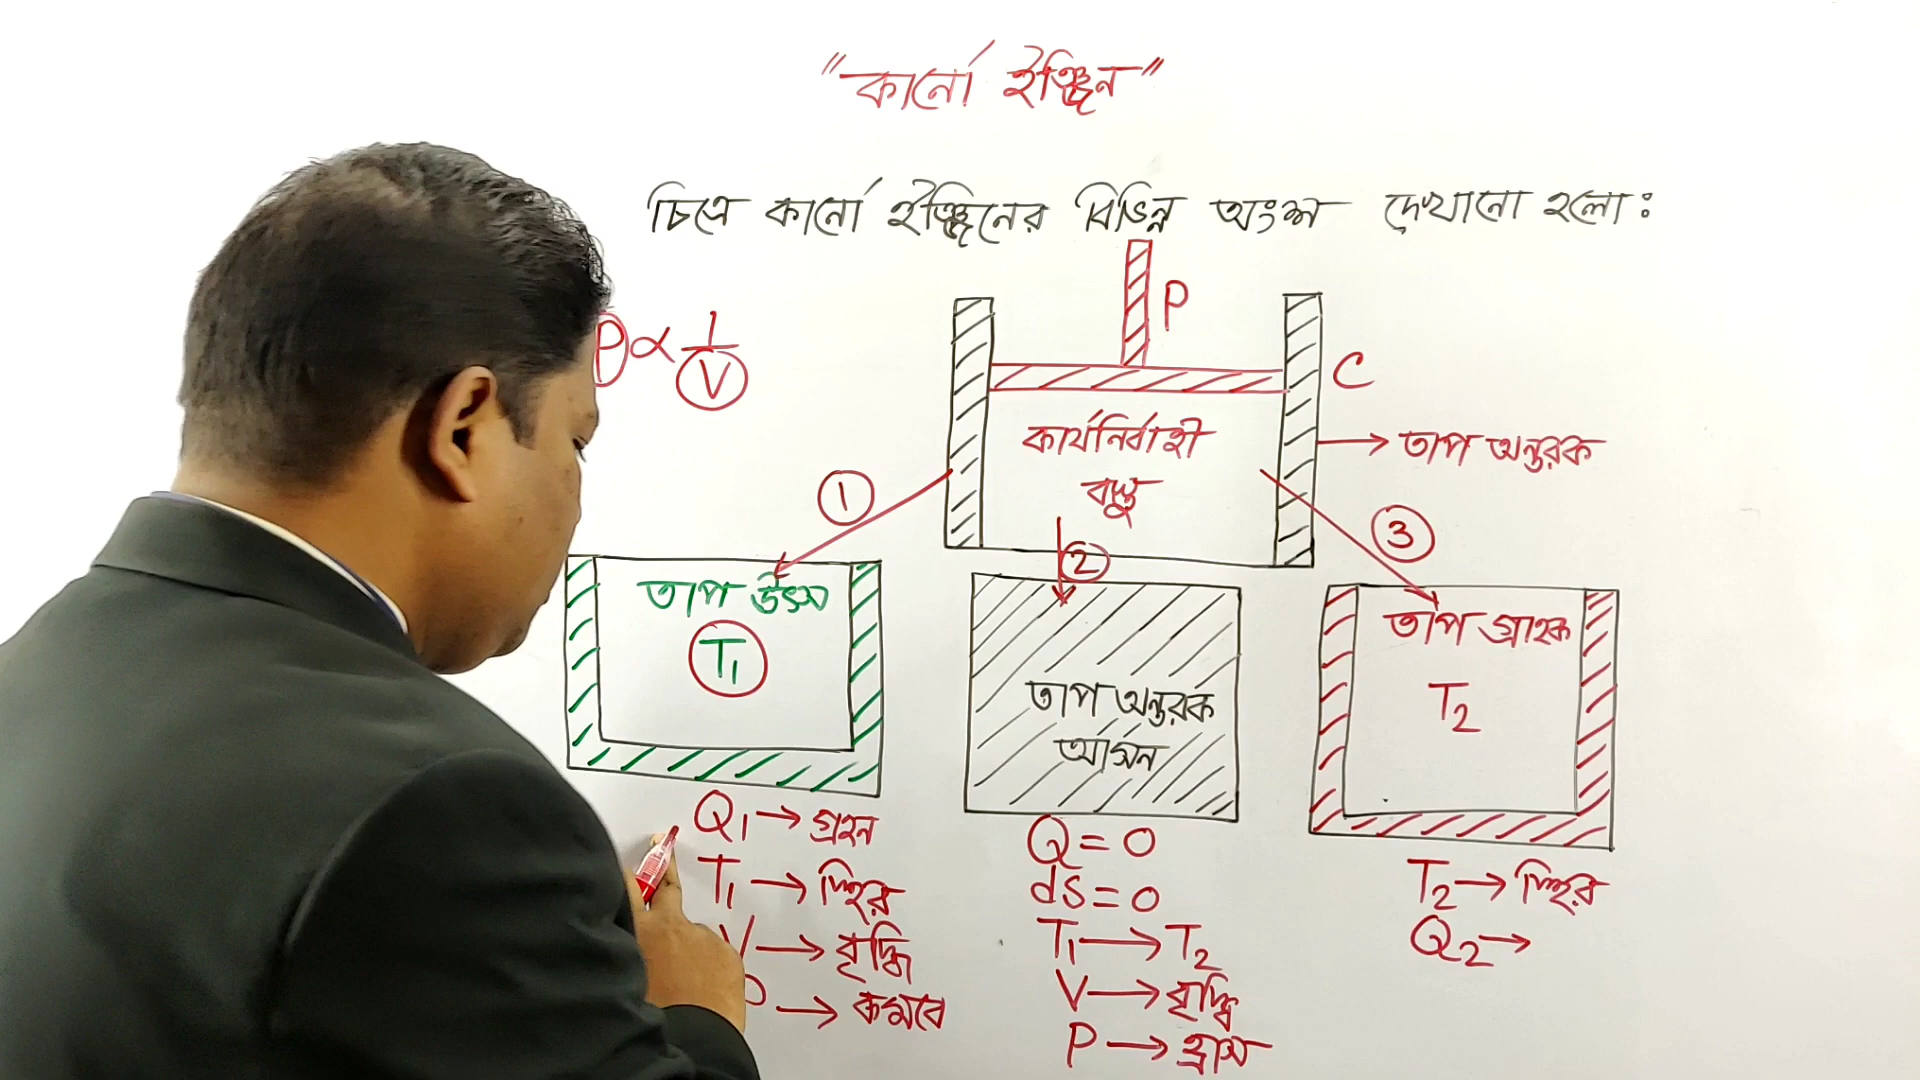 "কার্নো ইঞ্জিন"
চিত্রে কার্নো ইঞ্জিনের বিভিন্ন অংশ দেখানো হলো:
P ∝ 1/V
P
C
কার্যনির্বাহী
বস্তু
→ তাপ অন্তরক
1
2
3
তাপ উৎস
T₁
তাপ অন্তরক
আসন
তাপ গ্রাহক
T₂
Q₁ → গ্রহন
T₁ → স্থির
V → বৃদ্ধি
P → কমবে
Q = 0
dS = 0
T₁ → T₂
V → বৃদ্ধি
P → হ্রাস
T₂ → স্থির
Q₂ →